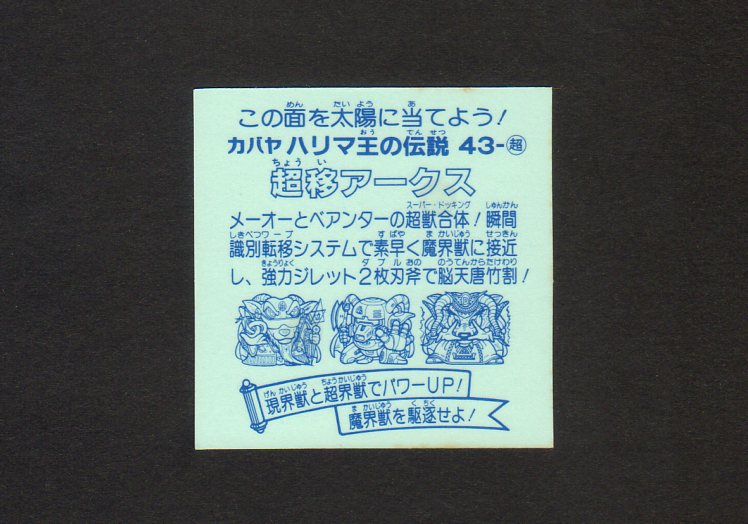 この面を太陽に当てよう！
カバヤ ハリマ王の伝説 43-超
超移アークス
メーオーとベアンターの超獣合体！瞬間
識別転移システムで素早く魔界獣に接近
し、強力ジレット2枚刃斧で脳天唐竹割！
現界獣と超界獣でパワーUP！
魔界獣を駆逐せよ！